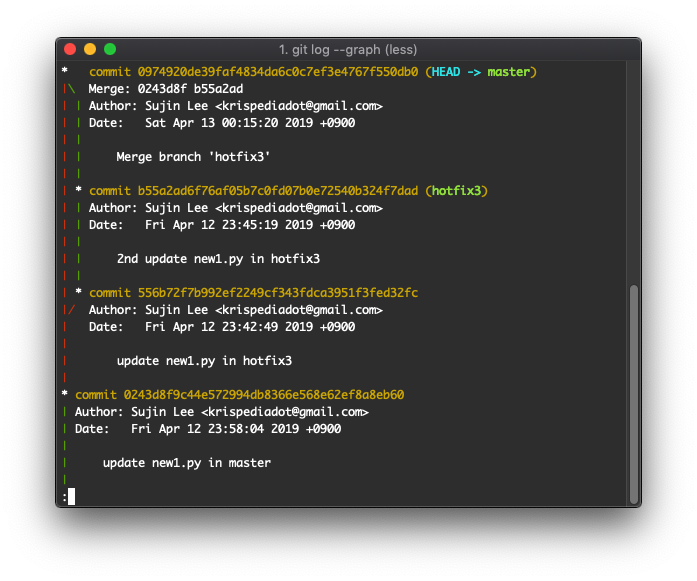 1. git log --graph (less)
*   commit 0974920de39faf4834da6c0c7ef3e4767f550db0 (HEAD -> master)
|\  Merge: 0243d8f b55a2ad
| | Author: Sujin Lee <krispediadot@gmail.com>
| | Date:   Sat Apr 13 00:15:20 2019 +0900
| |
| |     Merge branch 'hotfix3'
| |
| * commit b55a2ad6f76af05b7c0fd07b0e72540b324f7dad (hotfix3)
| | Author: Sujin Lee <krispediadot@gmail.com>
| | Date:   Fri Apr 12 23:45:19 2019 +0900
| |
| |     2nd update new1.py in hotfix3
| |
| * commit 556b72f7b992ef2249cf343fdca3951f3fed32fc
|/  Author: Sujin Lee <krispediadot@gmail.com>
|   Date:   Fri Apr 12 23:42:49 2019 +0900
|
|       update new1.py in hotfix3
|
* commit 0243d8f9c44e572994db8366e568e62ef8a8eb60
| Author: Sujin Lee <krispediadot@gmail.com>
| Date:   Fri Apr 12 23:58:04 2019 +0900
|
|     update new1.py in master
|
: